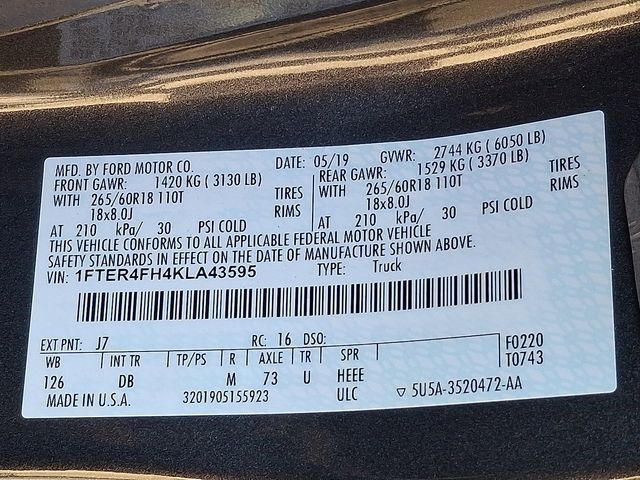 MFD. BY FORD MOTOR CO. DATE: 05/19 GVWR: 2744 KG ( 6050 LB)
FRONT GAWR: 1420 KG ( 3130 LB) REAR GAWR: 1529 KG ( 3370 LB)
WITH 265/60R18 110T TIRES WITH 265/60R18 110T TIRES
18x8.0J RIMS 18x8.0J RIMS
AT 210 kPa/ 30 PSI COLD AT 210 kPa/ 30 PSI COLD
THIS VEHICLE CONFORMS TO ALL APPLICABLE FEDERAL MOTOR VEHICLE
SAFETY STANDARDS IN EFFECT ON THE DATE OF MANUFACTURE SHOWN ABOVE.
VIN: 1FTER4FH4KLA43595 TYPE: Truck
EXT PNT: J7 RC: 16 DSO: F0220
WB INT TR TP/PS R AXLE TR SPR T0743
126 DB M 73 U HEEE
MADE IN U.S.A. 3201905155923 ULC ▽ 5U5A-3520472-AA